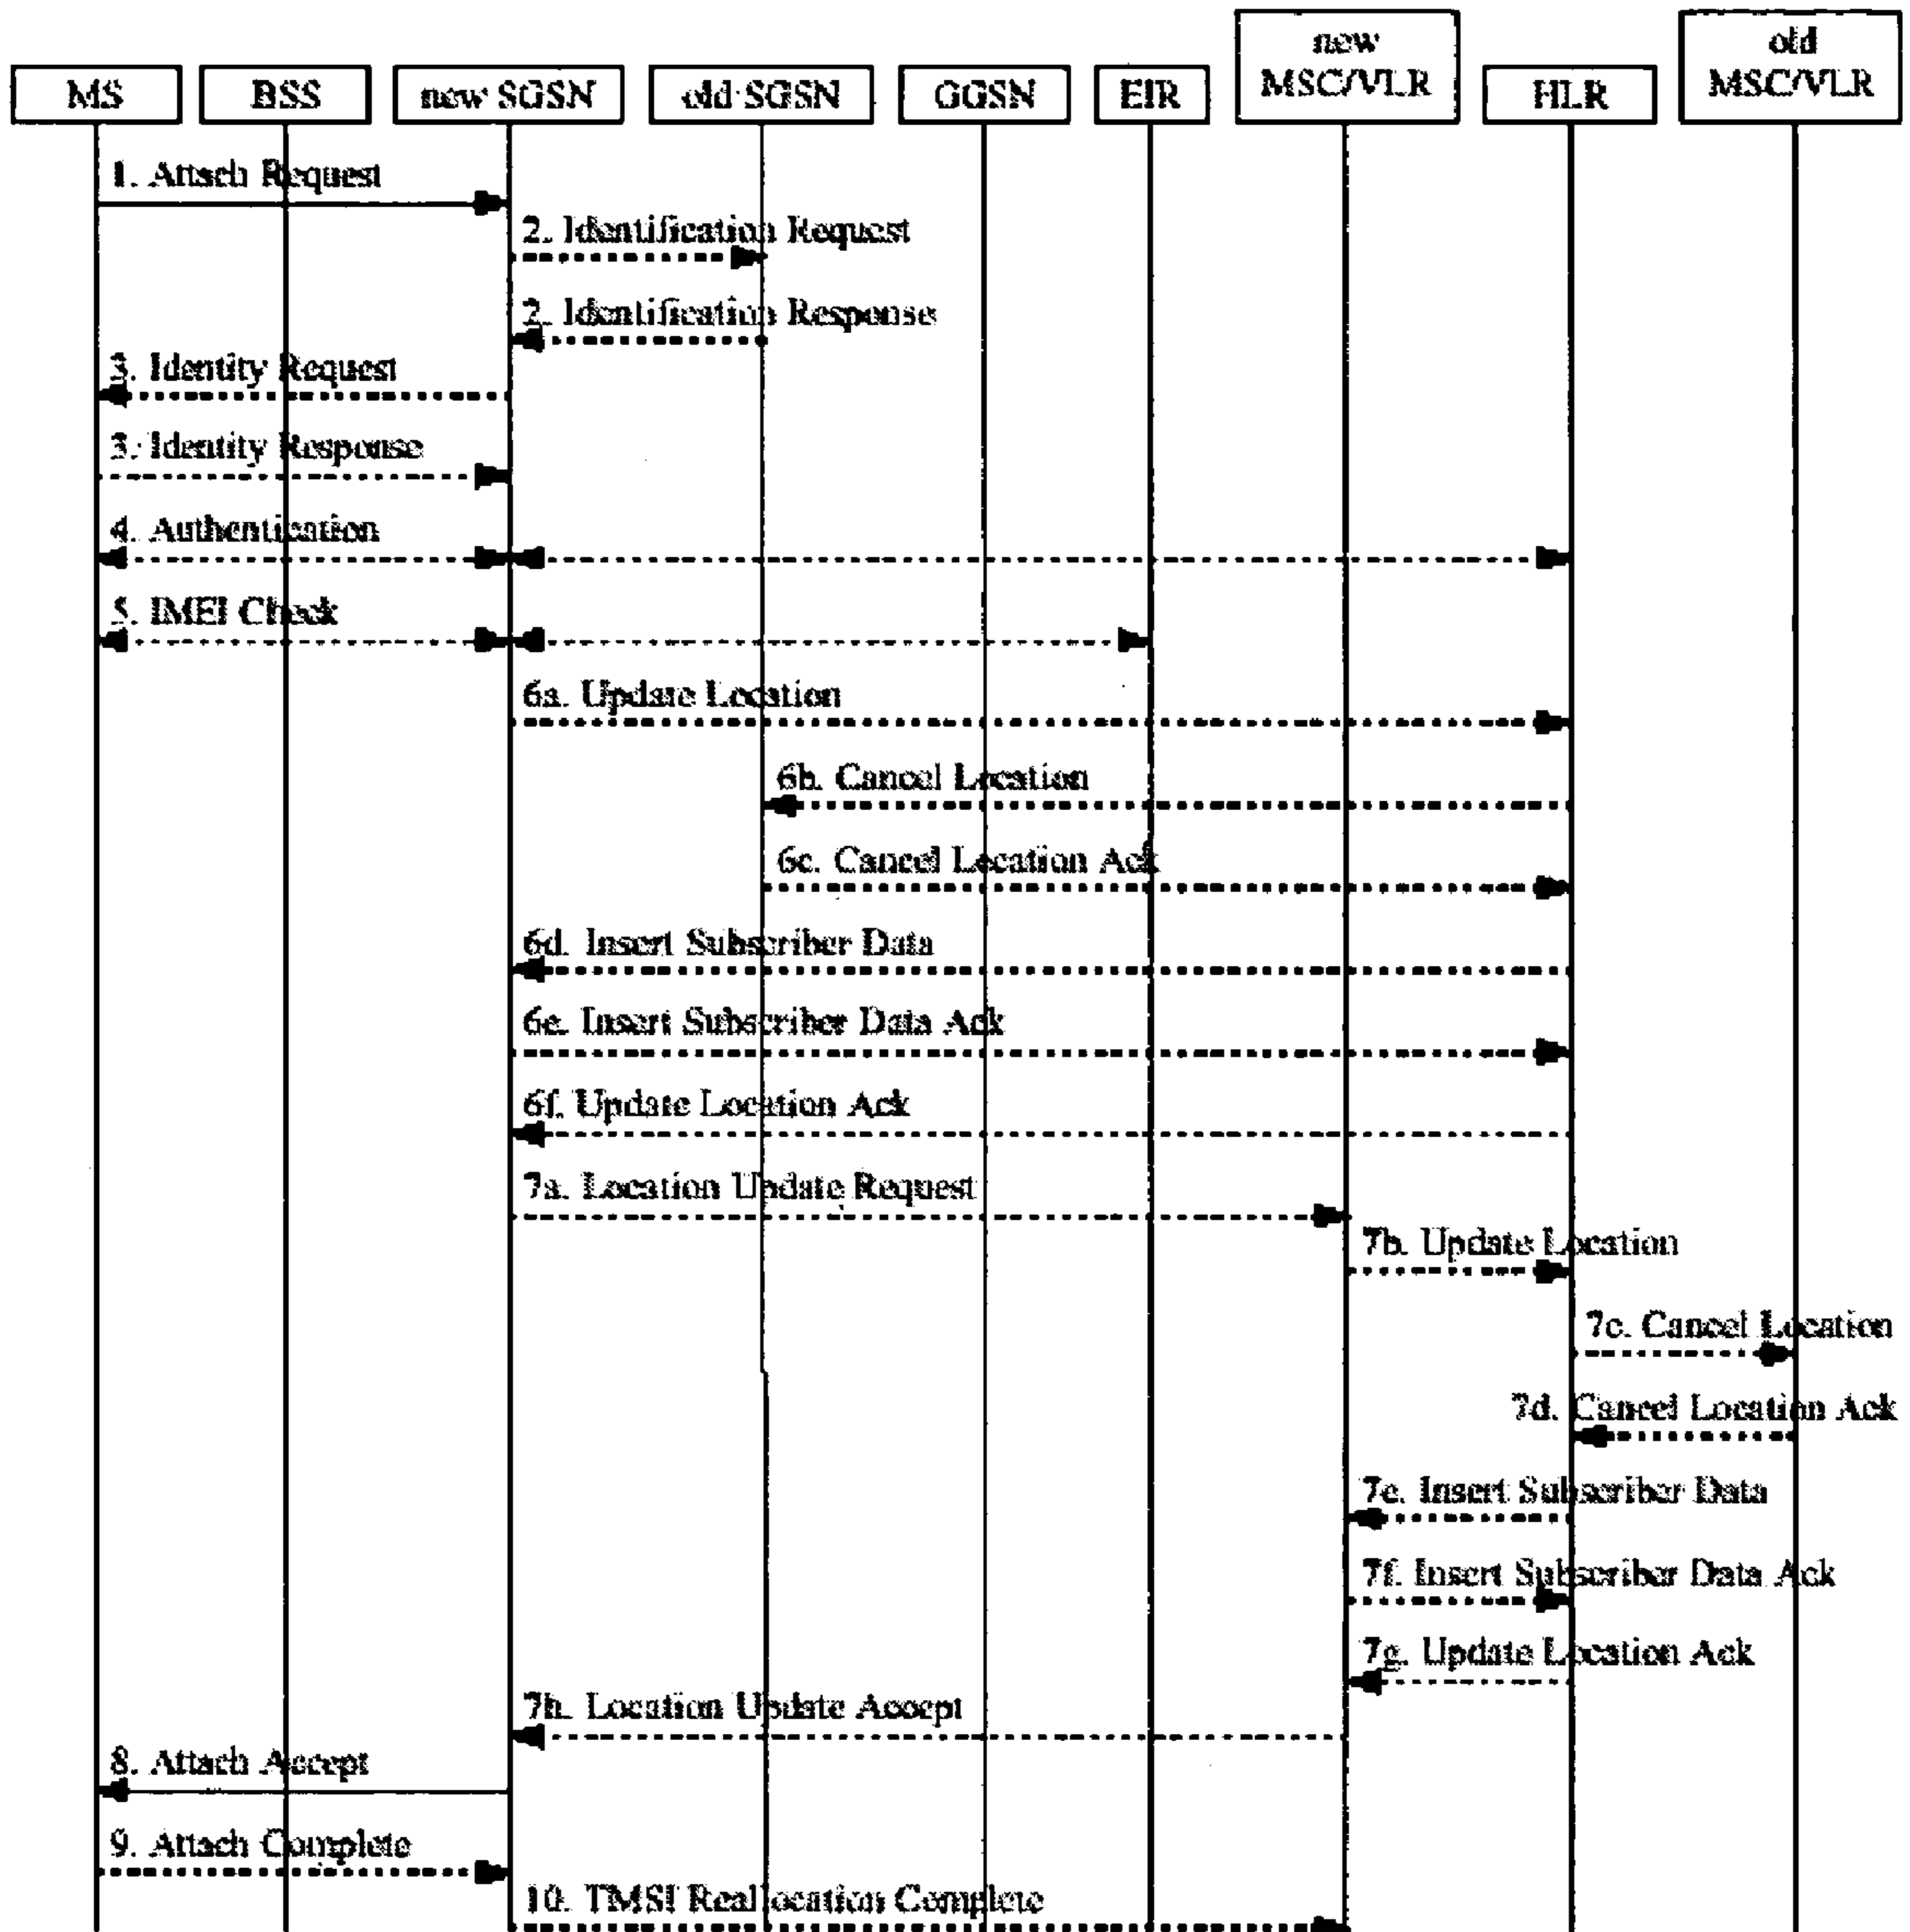 new
MSC/VLR
old
MSC/VLR
MS
BSS
new SGSN
old SGSN
GGSN
EIR
HLR
1. Attach Request
2. Identification Request
2. Identification Response
3. Identity Request
3. Identity Response
4. Authentication
5. IMEI Check
6a. Update Location
6b. Cancel Location
6c. Cancel Location Ack
6d. Insert Subscriber Data
6e. Insert Subscriber Data Ack
6f. Update Location Ack
7a. Location Update Request
7b. Update Location
7c. Cancel Location
7d. Cancel Location Ack
7e. Insert Subscriber Data
7f. Insert Subscriber Data Ack
7g. Update Location Ack
7h. Location Update Accept
8. Attach Accept
9. Attach Complete
10. TMSI Reallocation Complete